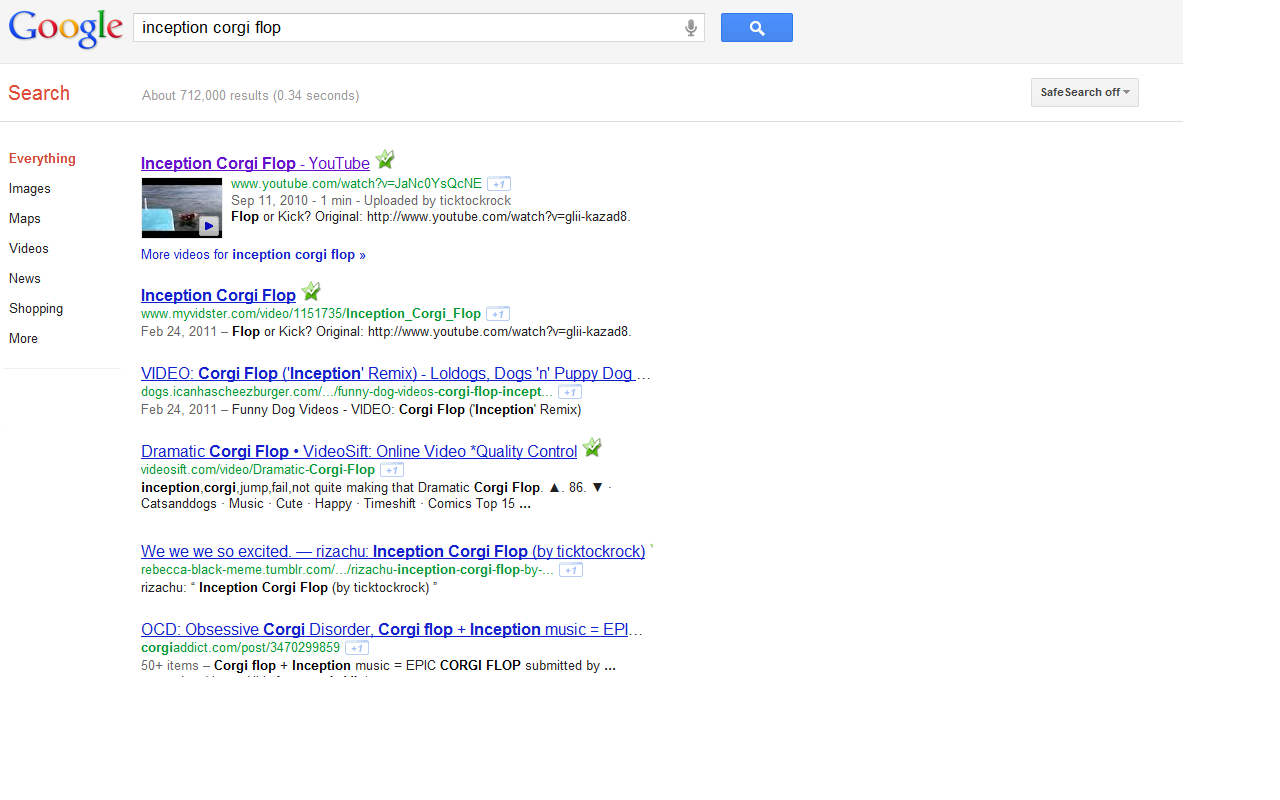 Google
inception corgi flop
Search
About 712,000 results (0.34 seconds)
SafeSearch off
Everything
Images
Maps
Videos
News
Shopping
More
Inception Corgi Flop - YouTube
www.youtube.com/watch?v=JaNc0YsQcNE +1
Sep 11, 2010 - 1 min - Uploaded by ticktockrock
Flop or Kick? Original: http://www.youtube.com/watch?v=glii-kazad8.
More videos for inception corgi flop »
Inception Corgi Flop
www.myvidster.com/video/1151735/Inception_Corgi_Flop +1
Feb 24, 2011 – Flop or Kick? Original: http://www.youtube.com/watch?v=glii-kazad8.
VIDEO: Corgi Flop ('Inception' Remix) - Loldogs, Dogs 'n' Puppy Dog ...
dogs.icanhascheezburger.com/.../funny-dog-videos-corgi-flop-incept... +1
Feb 24, 2011 – Funny Dog Videos - VIDEO: Corgi Flop ('Inception' Remix)
Dramatic Corgi Flop • VideoSift: Online Video *Quality Control
videosift.com/video/Dramatic-Corgi-Flop +1
inception,corgi,jump,fail,not quite making that Dramatic Corgi Flop. ▲. 86. ▼ ·
Catsanddogs · Music · Cute · Happy · Timeshift · Comics Top 15 ...
We we we so excited. — rizachu: Inception Corgi Flop (by ticktockrock)
rebecca-black-meme.tumblr.com/.../rizachu-inception-corgi-flop-by-... +1
rizachu: “ Inception Corgi Flop (by ticktockrock) ”
OCD: Obsessive Corgi Disorder, Corgi flop + Inception music = EPI...
corgiaddict.com/post/3470299859 +1
50+ items – Corgi flop + Inception music = EPIC CORGI FLOP submitted by ...